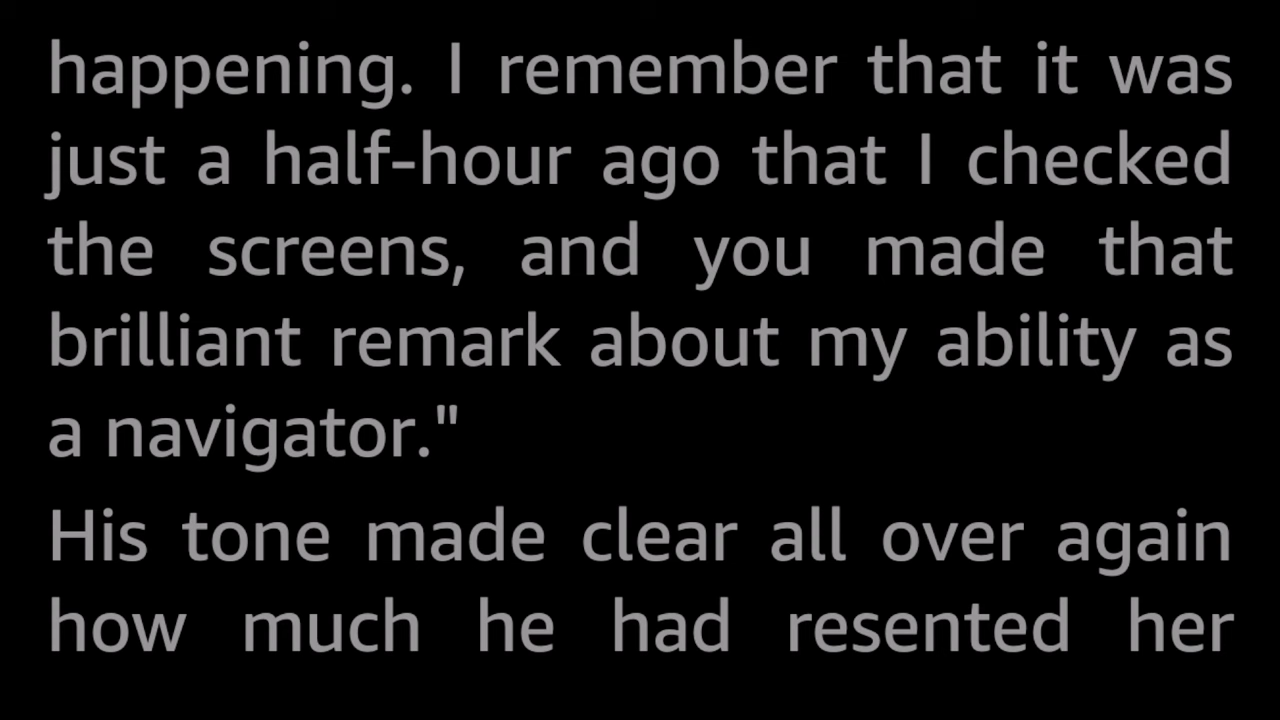 happening. I remember that it was
just a half-hour ago that I checked
the screens, and you made that
brilliant remark about my ability as
a navigator."
His tone made clear all over again
how much he had resented her